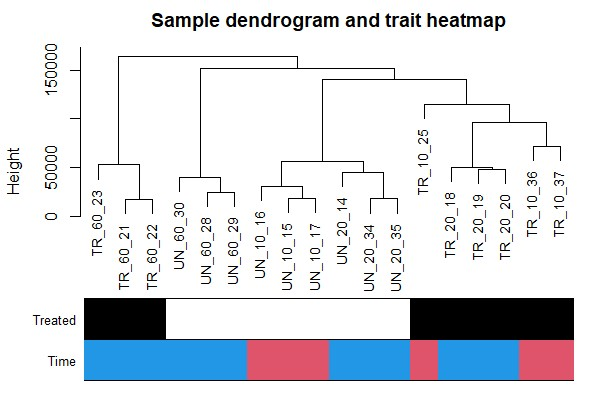 Sample dendrogram and trait heatmap
Height
150000
50000
0
TR_60_23
TR_60_21
TR_60_22
UN_60_30
UN_60_28
UN_60_29
UN_10_16
UN_10_15
UN_10_17
UN_20_14
UN_20_34
UN_20_35
TR_10_25
TR_20_18
TR_20_19
TR_20_20
TR_10_36
TR_10_37
Treated
Time